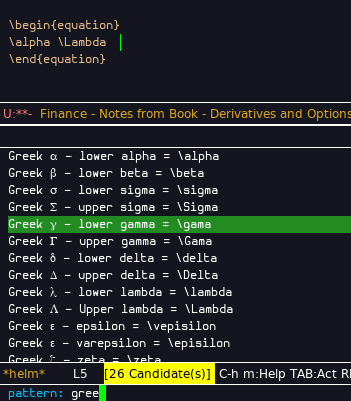 \begin{equation}
\alpha \Lambda
\end{equation}
U:**- Finance - Notes from Book - Derivatives and Options
Greek α - lower alpha = \alpha
Greek β - lower beta = \beta
Greek σ - lower sigma = \sigma
Greek Σ - upper sigma = \Sigma
Greek γ - lower gamma = \gama
Greek Γ - upper gamma = \Gama
Greek δ - lower delta = \delta
Greek Δ - upper delta = \Delta
Greek λ - lower lambda = \lambda
Greek Λ - Upper lambda = \Lambda
Greek ε - epsilon = \vepisilon
Greek ε - varepsilon = \episilon
Greek ζ - zeta = \zeta
*helm* L5 [26 Candidate(s)] C-h m:Help TAB:Act R
pattern: gree